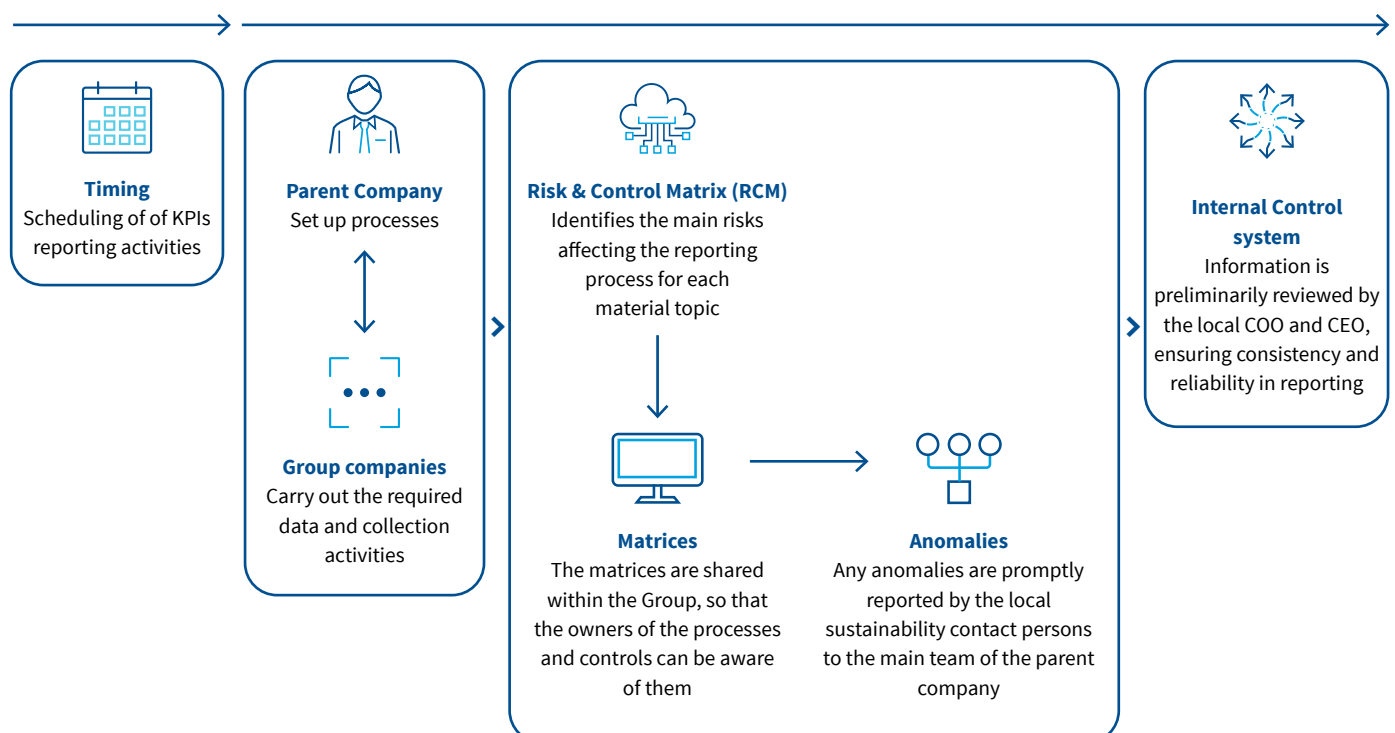 Timing
Scheduling of of KPIs
reporting activities
Parent Company
Set up processes
Group companies
Carry out the required
data and collection
activities
Risk & Control Matrix (RCM)
Identifies the main risks
affecting the reporting
process for each
material topic
Matrices
The matrices are shared
within the Group, so that
the owners of the processes
and controls can be aware
of them
Anomalies
Any anomalies are promptly
reported by the local
sustainability contact persons
to the main team of the parent
company
Internal Control
system
Information is
preliminarily reviewed by
the local COO and CEO,
ensuring consistency and
reliability in reporting